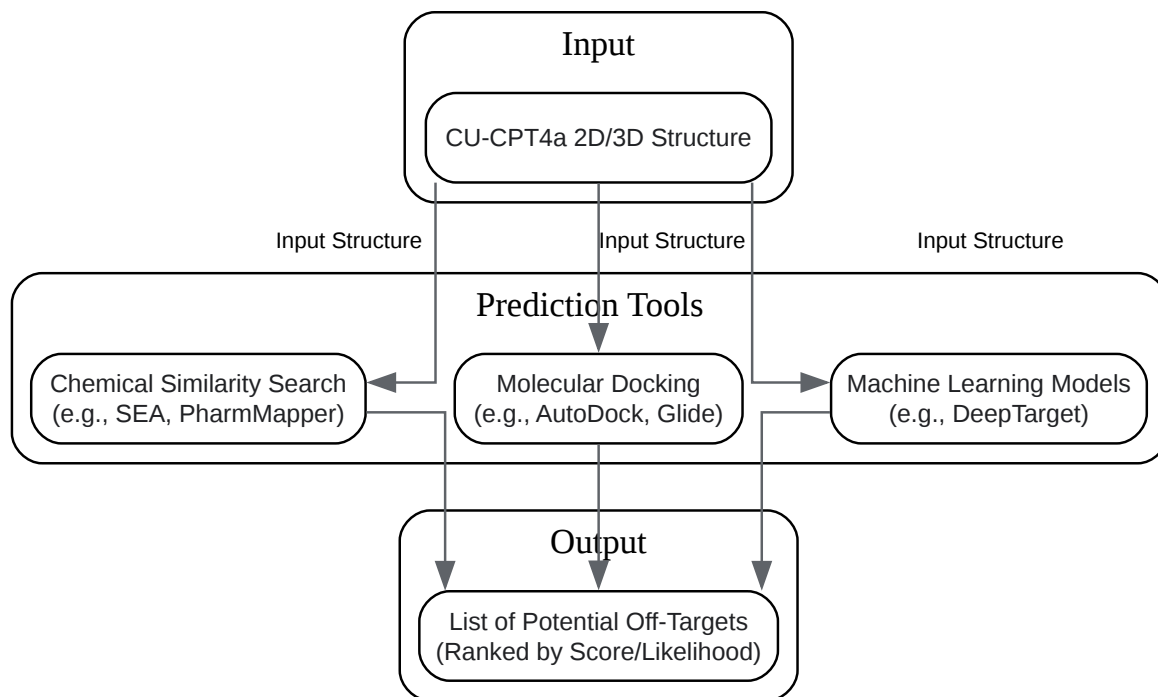 Input
CU-CPT4a 2D/3D Structure
Input Structure
Input Structure
Input Structure
Prediction Tools
Chemical Similarity Search
(e.g., SEA, PharmMapper)
Molecular Docking
(e.g., AutoDock, Glide)
Machine Learning Models
(e.g., DeepTarget)
Output
List of Potential Off-Targets
(Ranked by Score/Likelihood)